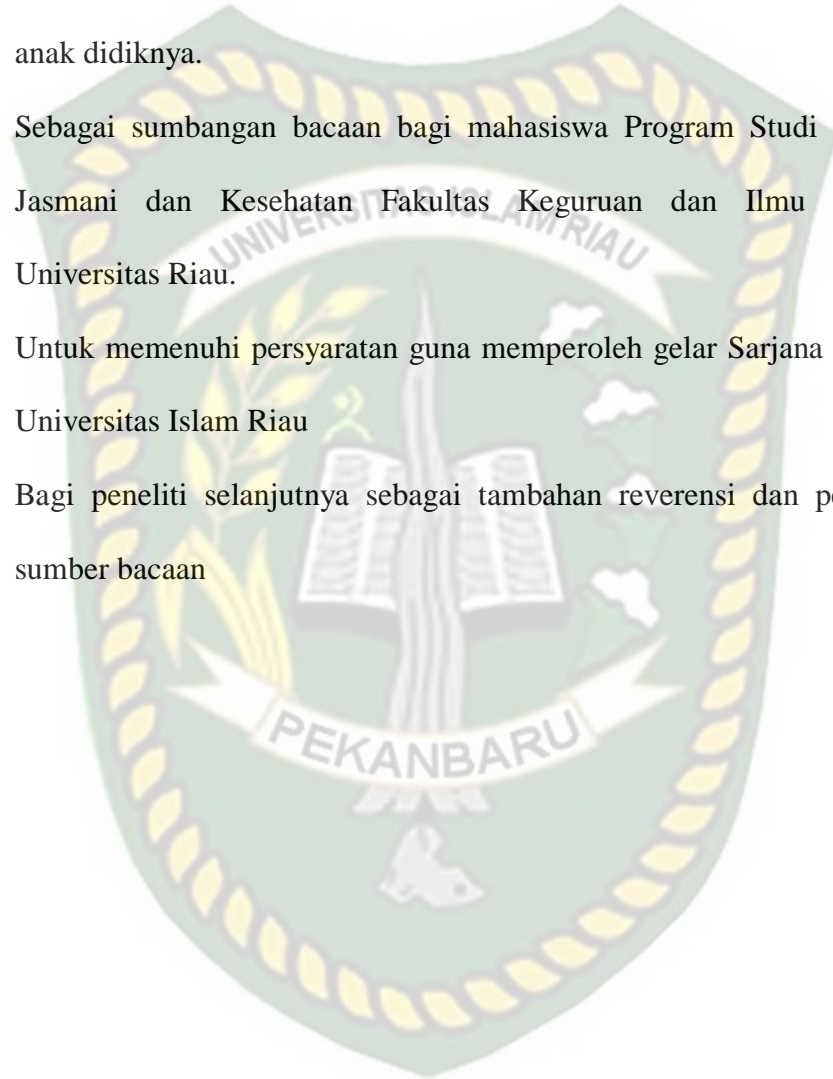 anak didiknya.
Sebagai sumbangan bacaan bagi mahasiswa Program Studi
Jasmani dan Kesehatan Fakultas Keguruan dan Ilmu
UNIVERSITAS ISLAM RIAU
Universitas Riau.
Untuk memenuhi persyaratan guna memperoleh gelar Sarjana
Universitas Islam Riau
Bagi peneliti selanjutnya sebagai tambahan reverensi dan
sumber bacaan
PEKANBARU